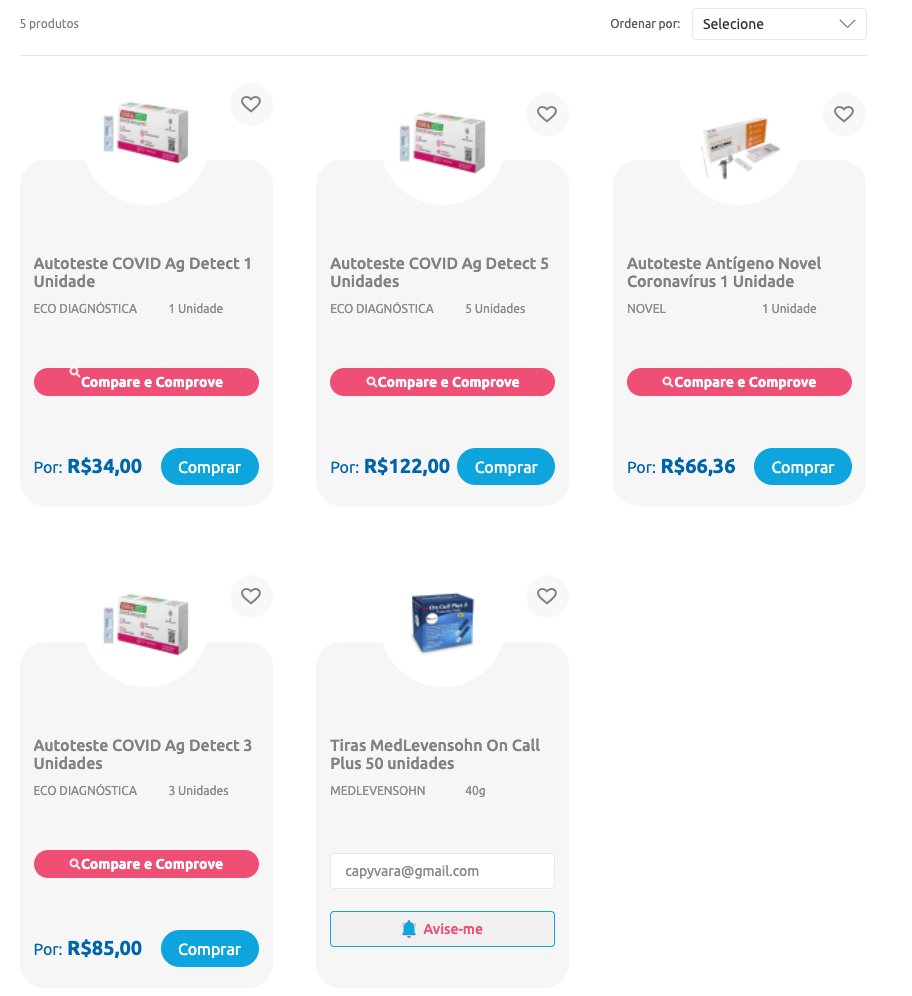 5 produtos
Ordenar por:
Selecione
Autoteste COVID Ag Detect 1
Unidade
ECO DIAGNÓSTICA 1 Unidade
Compare e Comprove
Por: R$34,00 Comprar
Autoteste COVID Ag Detect 5
Unidades
ECO DIAGNÓSTICA 5 Unidades
Compare e Comprove
Por: R$122,00 Comprar
Autoteste Antígeno Novel
Coronavírus 1 Unidade
NOVEL 1 Unidade
Compare e Comprove
Por: R$66,36 Comprar
Autoteste COVID Ag Detect 3
Unidades
ECO DIAGNÓSTICA 3 Unidades
Compare e Comprove
Por: R$85,00 Comprar
On Call Plus
Tiras MedLevensohn On Call
Plus 50 unidades
MEDLEVENSOHN 40g
capyvara@gmail.com
Avise-me